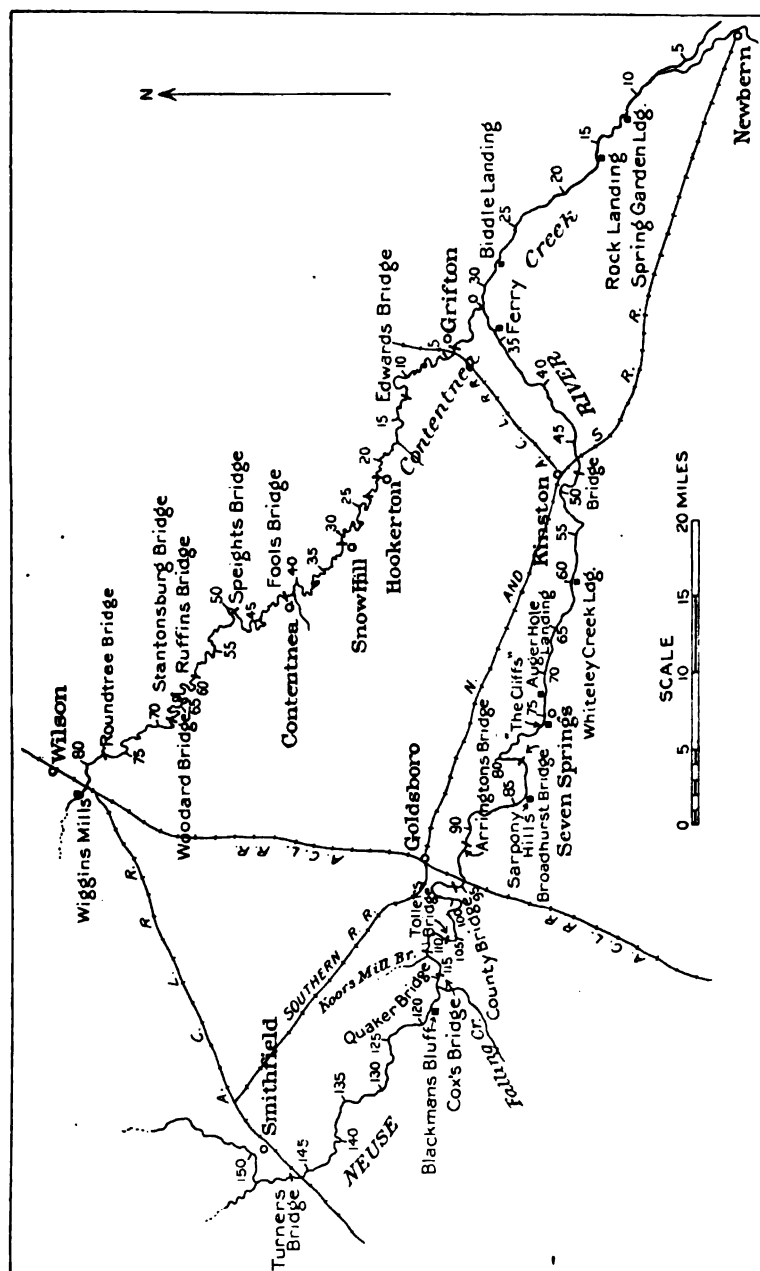 N
Newbern
5
10
Spring Garden Ldg.
Rock Landing
15
20
25
Biddle Landing
30
0
Ferry
35
40
45
NEUSE
RIVER
Contentnea
Creek
Grifton
5
Edwards Bridge
10
15
20
Hookerton
25
30
Snow Hill
35
40
Contentnea
Fools Bridge
45
Speights Bridge
50
55
Ruffins Bridge
60
Stantonsburg Bridge
65
Woodard Bridge
70
75
Roundtree Bridge
80
Wilson
Wiggins Mills
A. C. L. R R
A. C. L. R R
A. C. L. R R
A. C. L. R R
N. AND S R. R.
SOUTHERN R. R.
Kinston
Bridge
50
55
60
Whiteley Creek Ldg.
65
70
Auger Hole
Landing
75
Seven Springs
"The Cliffs"
80
Broadhurst Bridge
Sarpony
Hills
85
Arringtons Bridge
90
Goldsboro
95
County Bridge
100
105
Tollers
Bridge
110
Koors Mill Br.
115
Falling Cr.
Quaker Bridge
Cox's Bridge
Blackmans Bluff
120
125
130
135
140
145
Smithfield
150
Turners
Bridge
SCALE
0 5 10 15 20 MILES